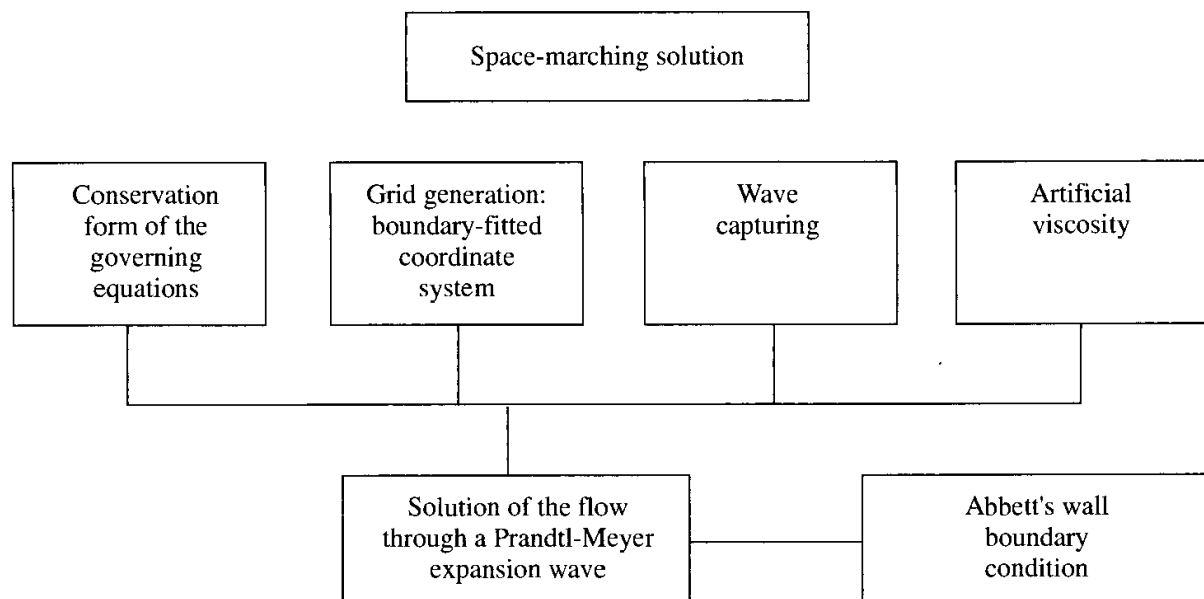 Space-marching solution
Conservation
form of the
governing
equations
Grid generation:
boundary-fitted
coordinate
system
Wave
capturing
Artificial
viscosity
Solution of the flow
through a Prandtl-Meyer
expansion wave
Abbett's wall
boundary
condition